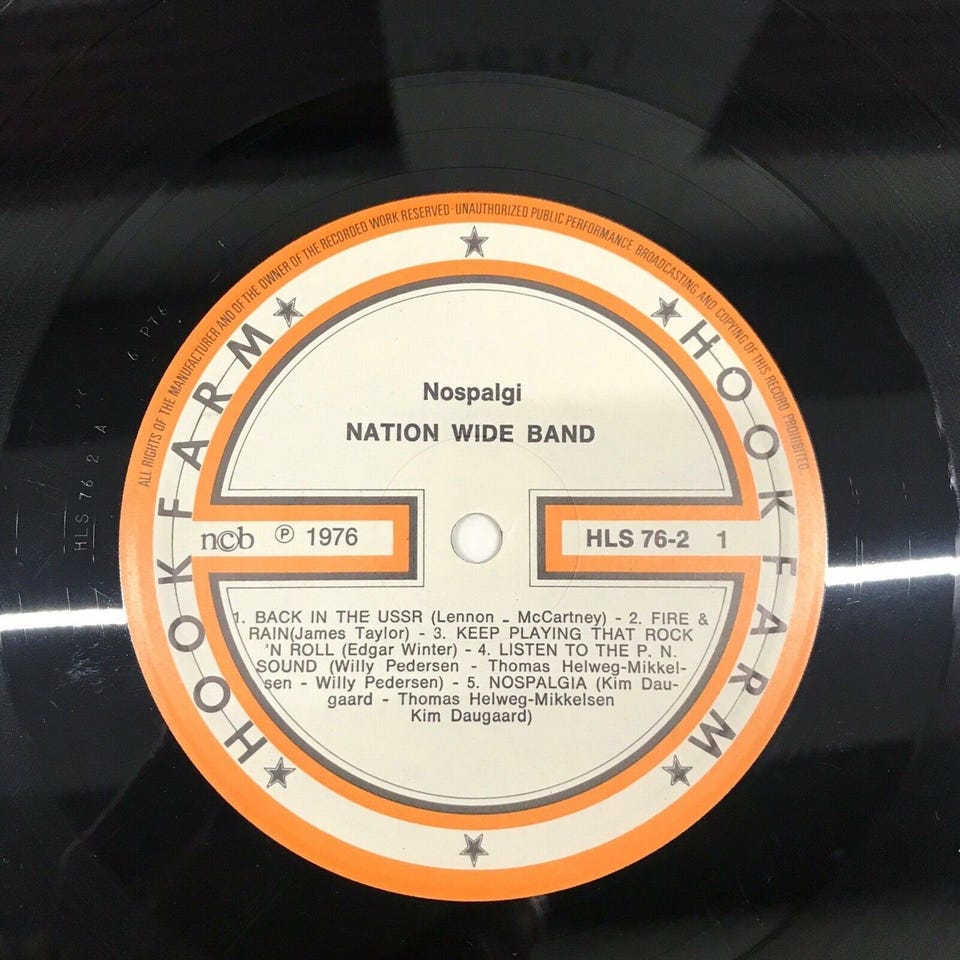 ALL RIGHTS OF THE MANUFACTURER AND OF THE OWNER OF THE RECORDED WORK RESERVED · UNAUTHORIZED PUBLIC PERFORMANCE BROADCASTING AND COPYING OF THIS RECORD PROHIBITED
HOOKFARM
HOOKFARM
Nospalgi
NATION WIDE BAND
ncb ℗ 1976
HLS 76-2 1
1. BACK IN THE USSR (Lennon - McCartney) - 2. FIRE &
RAIN(James Taylor) - 3. KEEP PLAYING THAT ROCK
'N ROLL (Edgar Winter) - 4. LISTEN TO THE P. N.
SOUND (Willy Pedersen - Thomas Helweg-Mikkel-
sen - Willy Pedersen) - 5. NOSPALGIA (Kim Dau-
gaard - Thomas Helweg-Mikkelsen
Kim Daugaard)
HLS 76 2 A